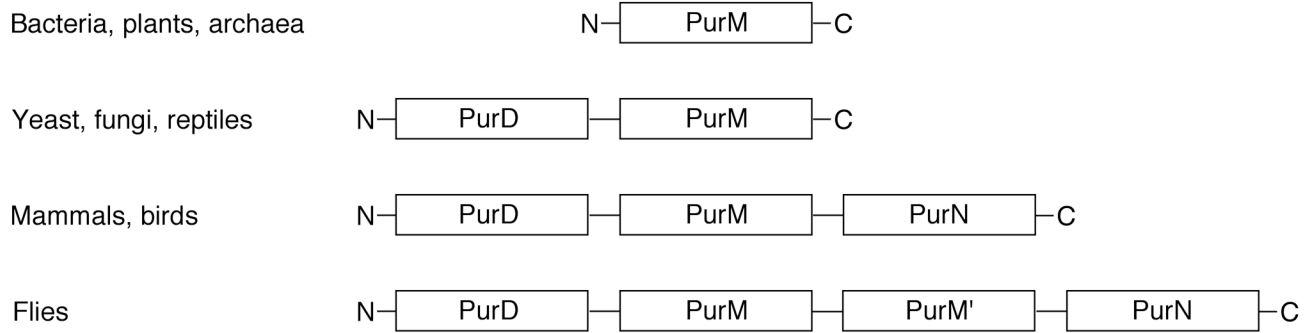 Bacteria, plants, archaea N PurM C
Yeast, fungi, reptiles N PurD PurM C
Mammals, birds N PurD PurM PurN C
Flies N PurD PurM PurM' PurN C